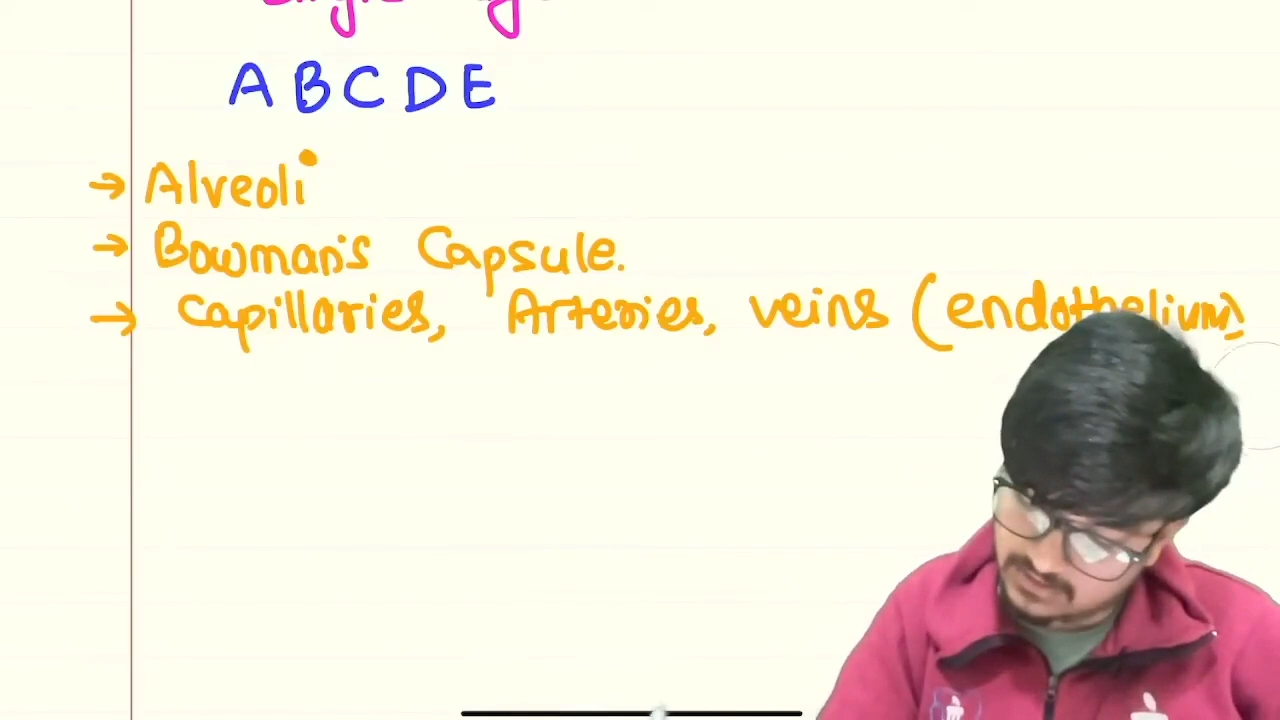 A B C D E
→ Alveoli
→ Bowman's Capsule.
→ Capillaries, Arteries, veins (endothelium)